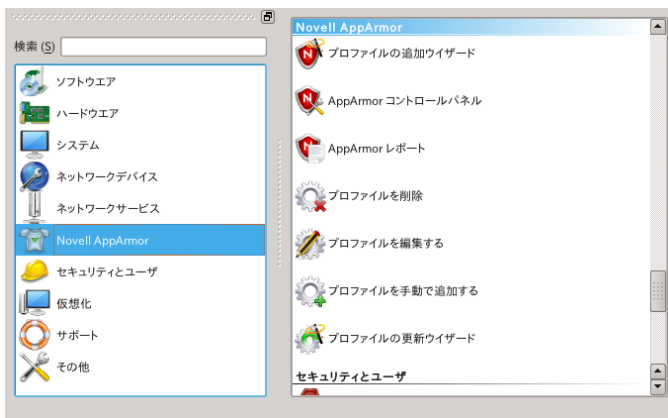 検索 (S)
ソフトウエア
ハードウエア
システム
ネットワークデバイス
ネットワークサービス
Novell AppArmor
セキュリティとユーザ
仮想化
サポート
その他
Novell AppArmor
プロファイルの追加ウイザード
AppArmor コントロールパネル
AppArmor レポート
プロファイルを削除
プロファイルを編集する
プロファイルを手動で追加する
プロファイルの更新ウイザード
セキュリティとユーザ